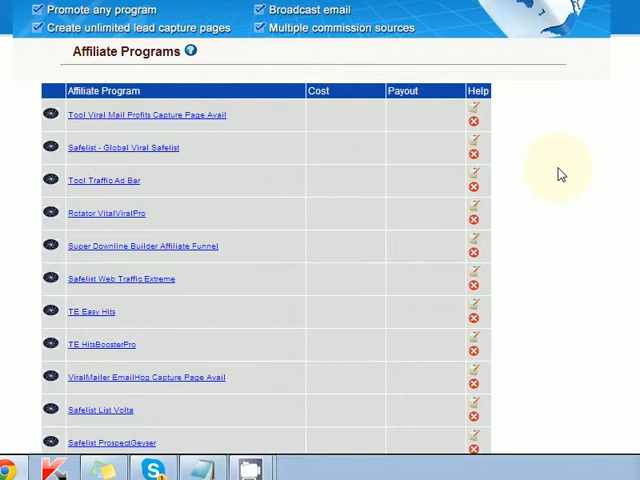 Promote any program
Broadcast email
Create unlimited lead capture pages
Multiple commission sources
Affiliate Programs ?
Affiliate Program Cost Payout Help
Tool Viral Mail Profits Capture Page Avail
Safelist - Global Viral Safelist
Tool Traffic Ad Bar
Rotator VitalViralPro
Super Downline Builder Affiliate Funnel
Safelist Web Traffic Extreme
TE Easy Hits
TE HitsBoosterPro
ViralMailer EmailHog Capture Page Avail
Safelist List Volta
Safelist ProspectGeyser